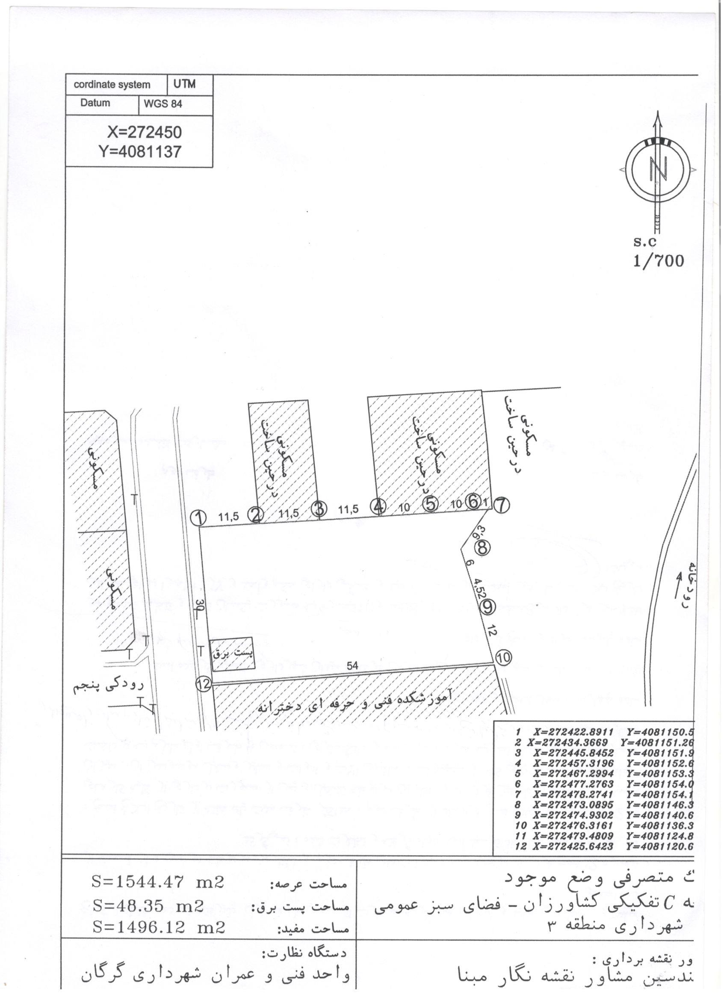 cordinate system UTM
Datum WGS 84
X=272450
Y=4081137
N
s.c
1/700
مسکونی
مسکونی
مسکونی
در حین ساخت
مسکونی
در حین ساخت
مسکونی
در حین ساخت
1 11,5 2 11,5 3 11,5 4 10 5 10 6 1 7
9.3
8
6
4,52
9
12
10
30
T
T
T
T
T
T
T
پست برق
54
12
رودخانه
رودکی پنجم
آموزشکده فنی و حرفه ای دخترانه
1 X=272422.8911 Y=4081150.5
2 X=272434.3669 Y=4081151.26
3 X=272445.8452 Y=4081151.9
4 X=272457.3196 Y=4081152.6
5 X=272467.2994 Y=4081153.3
6 X=272477.2763 Y=4081154.0
7 X=272478.2741 Y=4081154.1
8 X=272473.0895 Y=4081146.3
9 X=272474.9302 Y=4081140.6
10 X=272476.3161 Y=4081136.3
11 X=272479.4809 Y=4081124.8
12 X=272425.6423 Y=4081120.6
متصرفی وضع موجود
C تفکیکی کشاورزان - فضای سبز عمومی
شهرداری منطقه ۳
مساحت عرصه: S=1544.47 m2
مساحت پست برق: S=48.35 m2
مساحت مفید: S=1496.12 m2
ور نقشه برداری :
ندسین مشاور نقشه نگار مبنا
دستگاه نظارت:
واحد فنی و عمران شهرداری گرگان